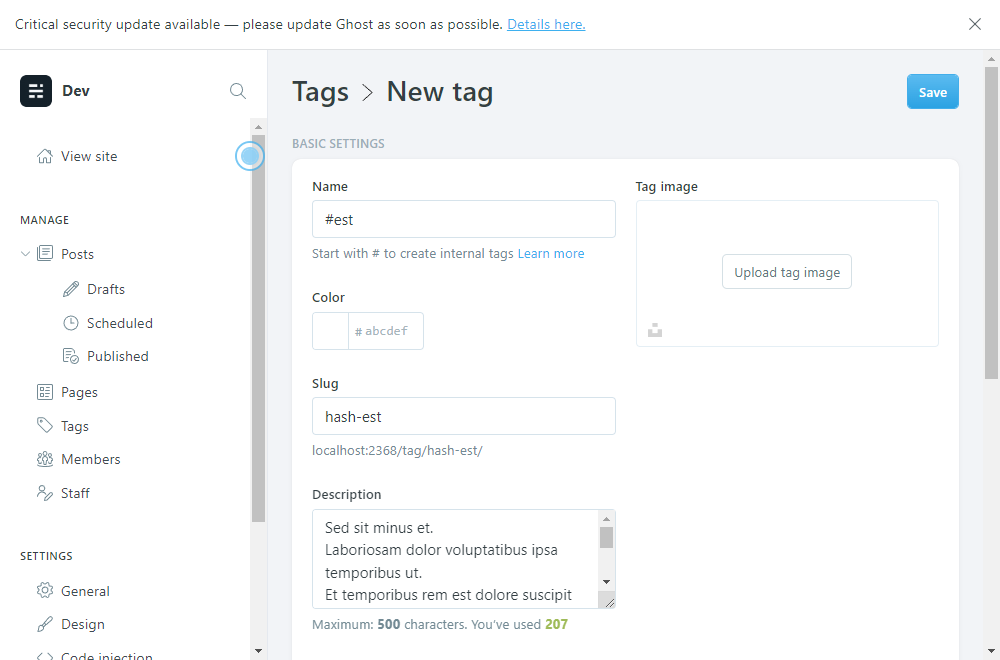 Critical security update available — please update Ghost as soon as possible. Details here.
Dev
View site
MANAGE
Posts
Drafts
Scheduled
Published
Pages
Tags
Members
Staff
SETTINGS
General
Design
Code injection
Tags > New tag
Save
BASIC SETTINGS
Name
#est
Start with # to create internal tags Learn more
Color
# abcdef
Slug
hash-est
localhost:2368/tag/hash-est/
Description
Sed sit minus et.
Laboriosam dolor voluptatibus ipsa
temporibus ut.
Et temporibus rem est dolore suscipit
Maximum: 500 characters. You've used 207
Tag image
Upload tag image